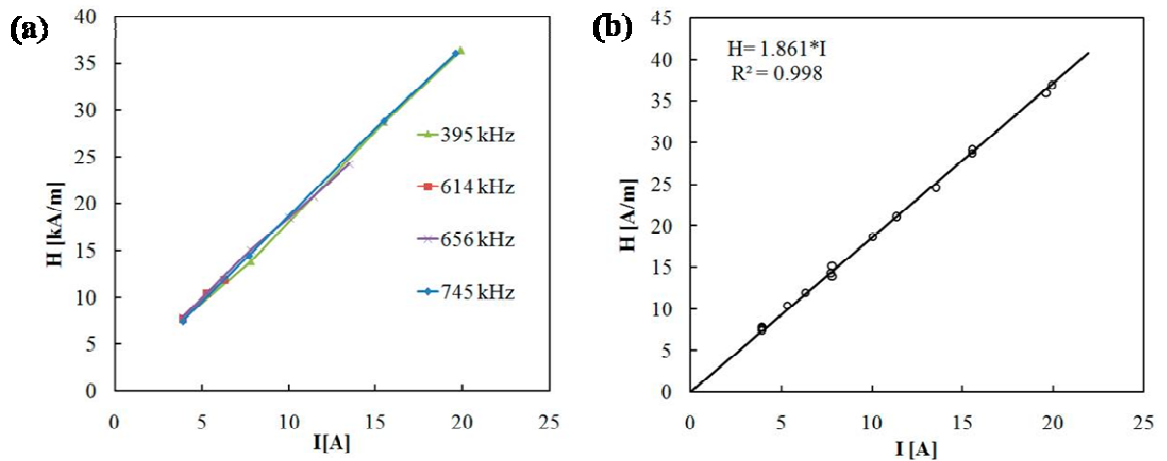 (a)
H [kA/m]
40
35
30
25
20
15
10
5
0
0 5 10 15 20 25
I[A]
395 kHz
614 kHz
656 kHz
745 kHz
(b)
H= 1.861*I
R² = 0.998
H [A/m]
45
40
35
30
25
20
15
10
5
0
0 5 10 15 20 25
I [A]